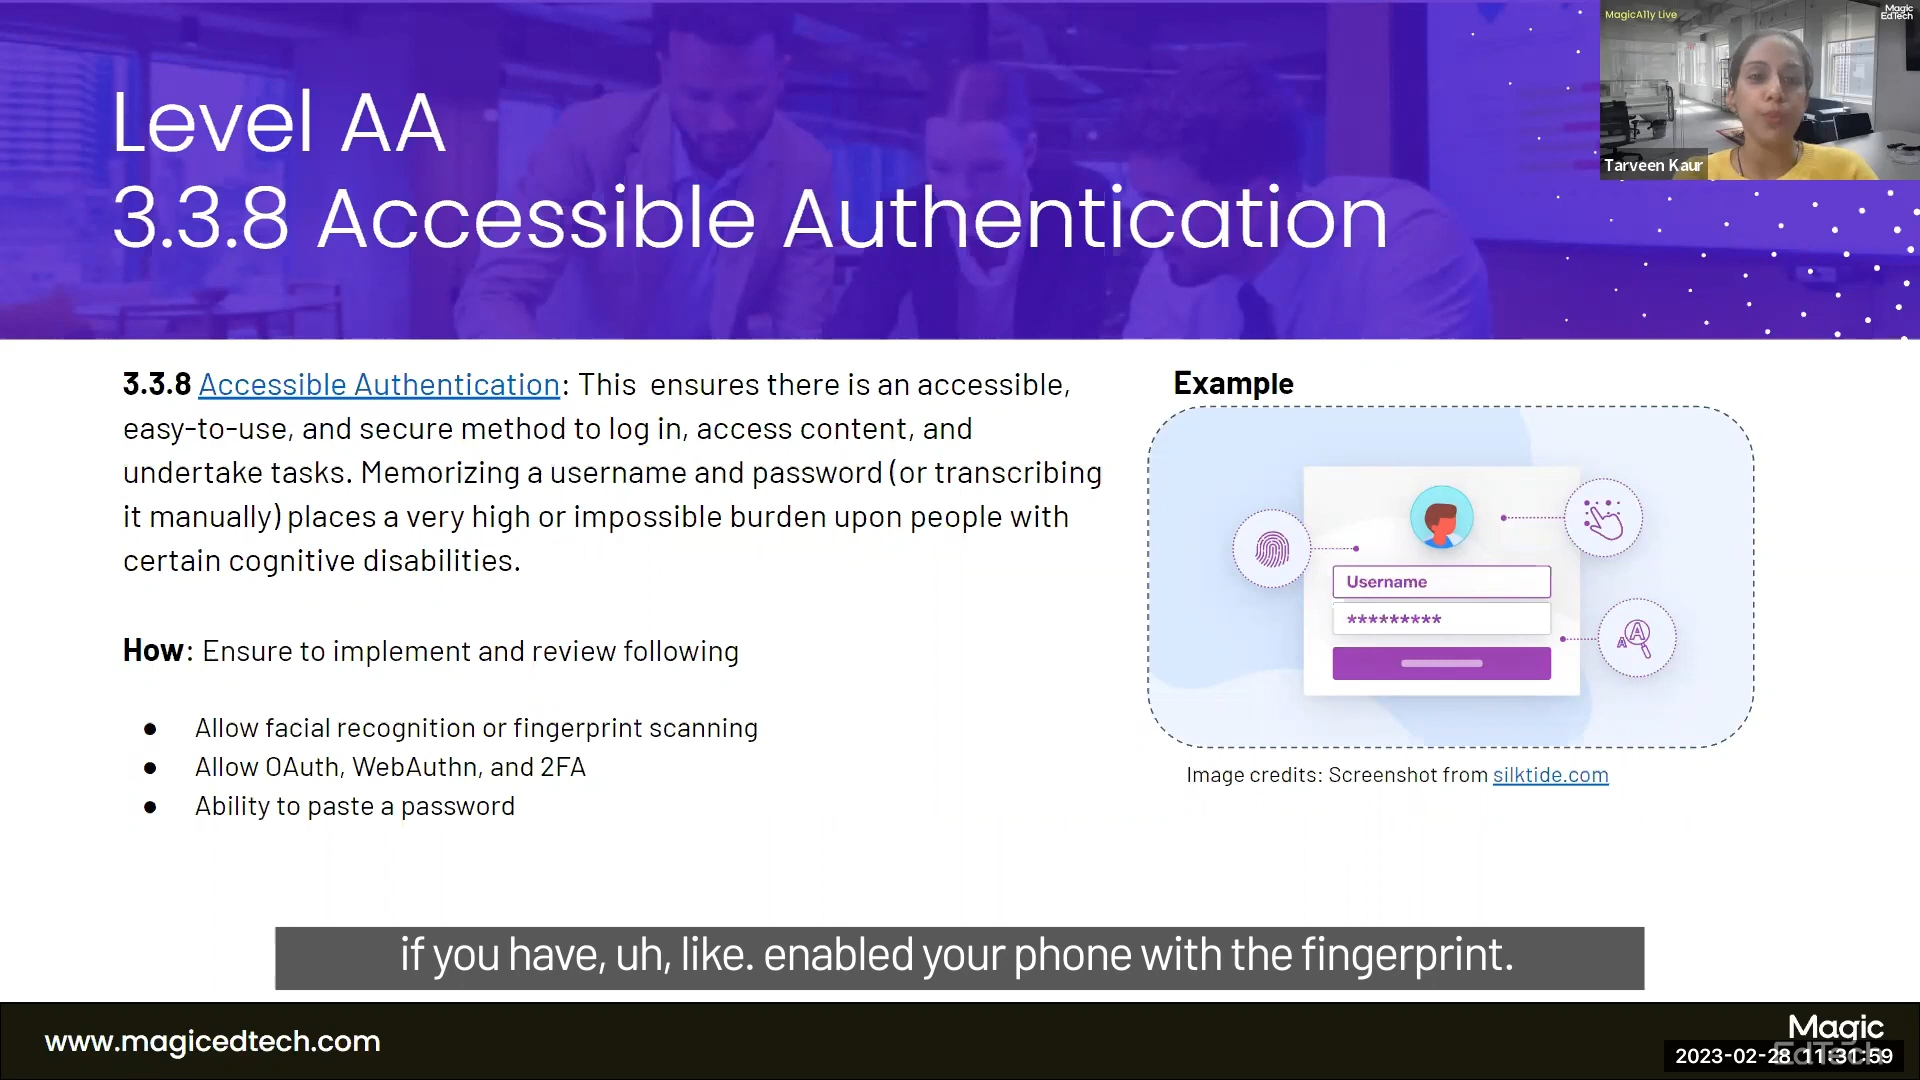 MagicA11y Live
Magic
EdTech
Tarveen Kaur
Level AA
3.3.8 Accessible Authentication
3.3.8 Accessible Authentication: This ensures there is an accessible,
easy-to-use, and secure method to log in, access content, and
undertake tasks. Memorizing a username and password (or transcribing
it manually) places a very high or impossible burden upon people with
certain cognitive disabilities.
How: Ensure to implement and review following
● Allow facial recognition or fingerprint scanning
● Allow OAuth, WebAuthn, and 2FA
● Ability to paste a password
Example
Username
*********
A A
Image credits: Screenshot from silktide.com
if you have, uh, like. enabled your phone with the fingerprint.
www.magicedtech.com
Magic
EdTech
2023-02-28 11:31:59